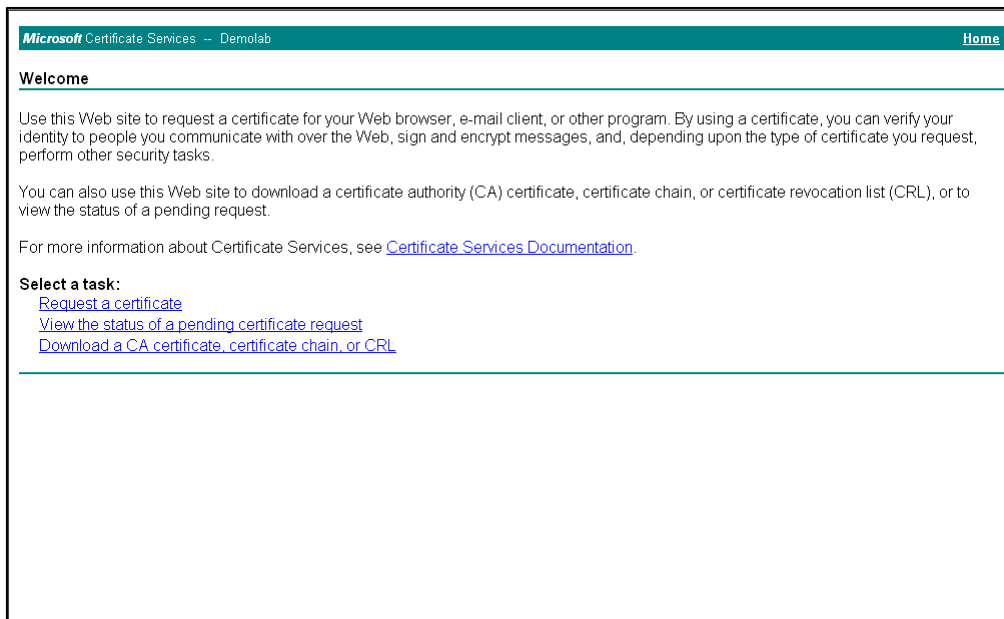 Microsoft Certificate Services -- Demolab Home
Welcome
Use this Web site to request a certificate for your Web browser, e-mail client, or other program. By using a certificate, you can verify your
identity to people you communicate with over the Web, sign and encrypt messages, and, depending upon the type of certificate you request,
perform other security tasks.
You can also use this Web site to download a certificate authority (CA) certificate, certificate chain, or certificate revocation list (CRL), or to
view the status of a pending request.
For more information about Certificate Services, see Certificate Services Documentation.
Select a task:
Request a certificate
View the status of a pending certificate request
Download a CA certificate, certificate chain, or CRL